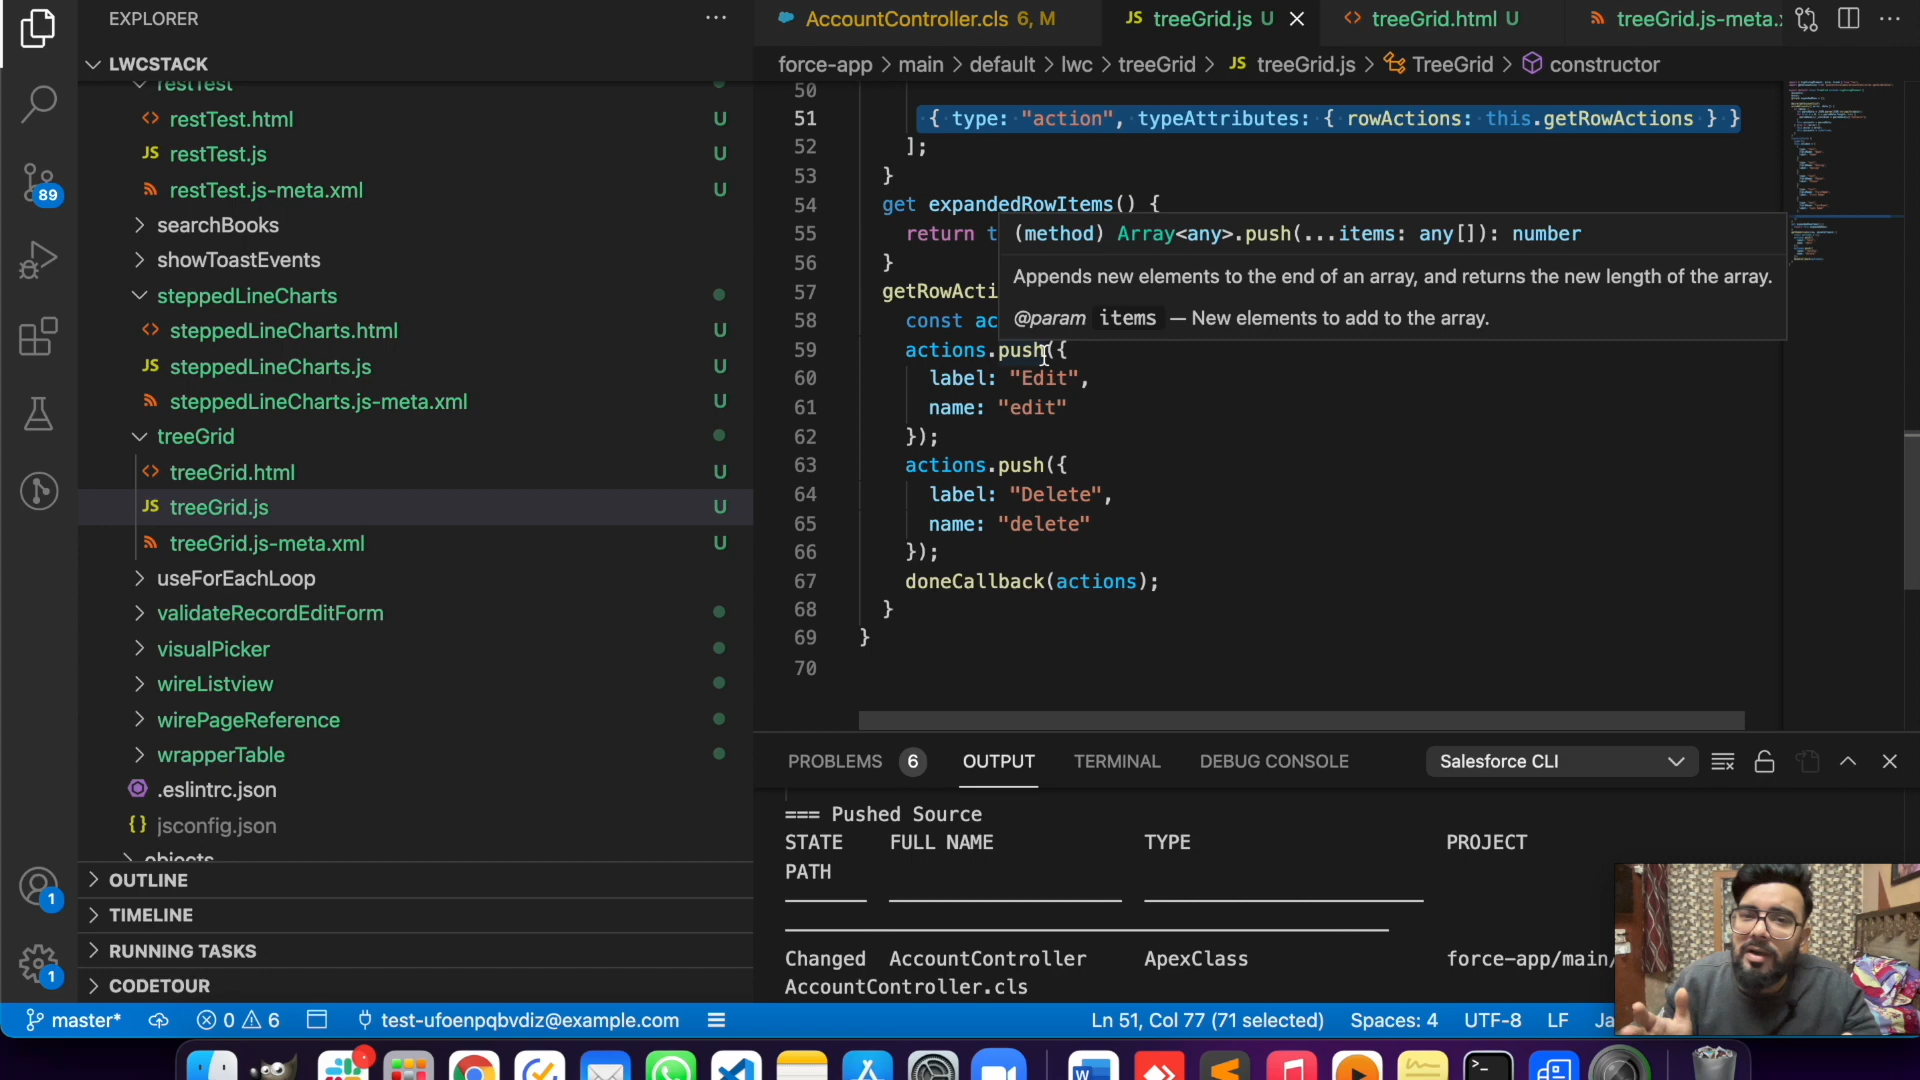 EXPLORER
LWCSTACK
restTest
restTest.html U
restTest.js U
restTest.js-meta.xml U
searchBooks
showToastEvents
steppedLineCharts
steppedLineCharts.html U
steppedLineCharts.js U
steppedLineCharts.js-meta.xml U
treeGrid
treeGrid.html U
treeGrid.js U
treeGrid.js-meta.xml U
useForEachLoop
validateRecordEditForm
visualPicker
wireListview
wirePageReference
wrapperTable
.eslintrc.json
jsconfig.json
objects
OUTLINE
TIMELINE
RUNNING TASKS
CODETOUR
89
1
1
AccountController.cls 6, M
JS treeGrid.js U
treeGrid.html U
treeGrid.js-meta.
force-app > main > default > lwc > treeGrid > JS treeGrid.js > TreeGrid > constructor
50
51 { type: "action", typeAttributes: { rowActions: this.getRowActions } }
52 ];
53 }
54 get expandedRowItems() {
55 return t
56 }
57 getRowActi
58 const ac
59 actions.push({
60 label: "Edit",
61 name: "edit"
62 });
63 actions.push({
64 label: "Delete",
65 name: "delete"
66 });
67 doneCallback(actions);
68 }
69 }
70
(method) Array<any>.push(...items: any[]): number
Appends new elements to the end of an array, and returns the new length of the array.
@param items — New elements to add to the array.
PROBLEMS 6 OUTPUT TERMINAL DEBUG CONSOLE Salesforce CLI
=== Pushed Source
STATE FULL NAME TYPE PROJECT
PATH
Changed AccountController ApexClass force-app/main/
AccountController.cls
master* 0 6 test-ufoenpqbvdiz@example.com Ln 51, Col 77 (71 selected) Spaces: 4 UTF-8 LF Ja